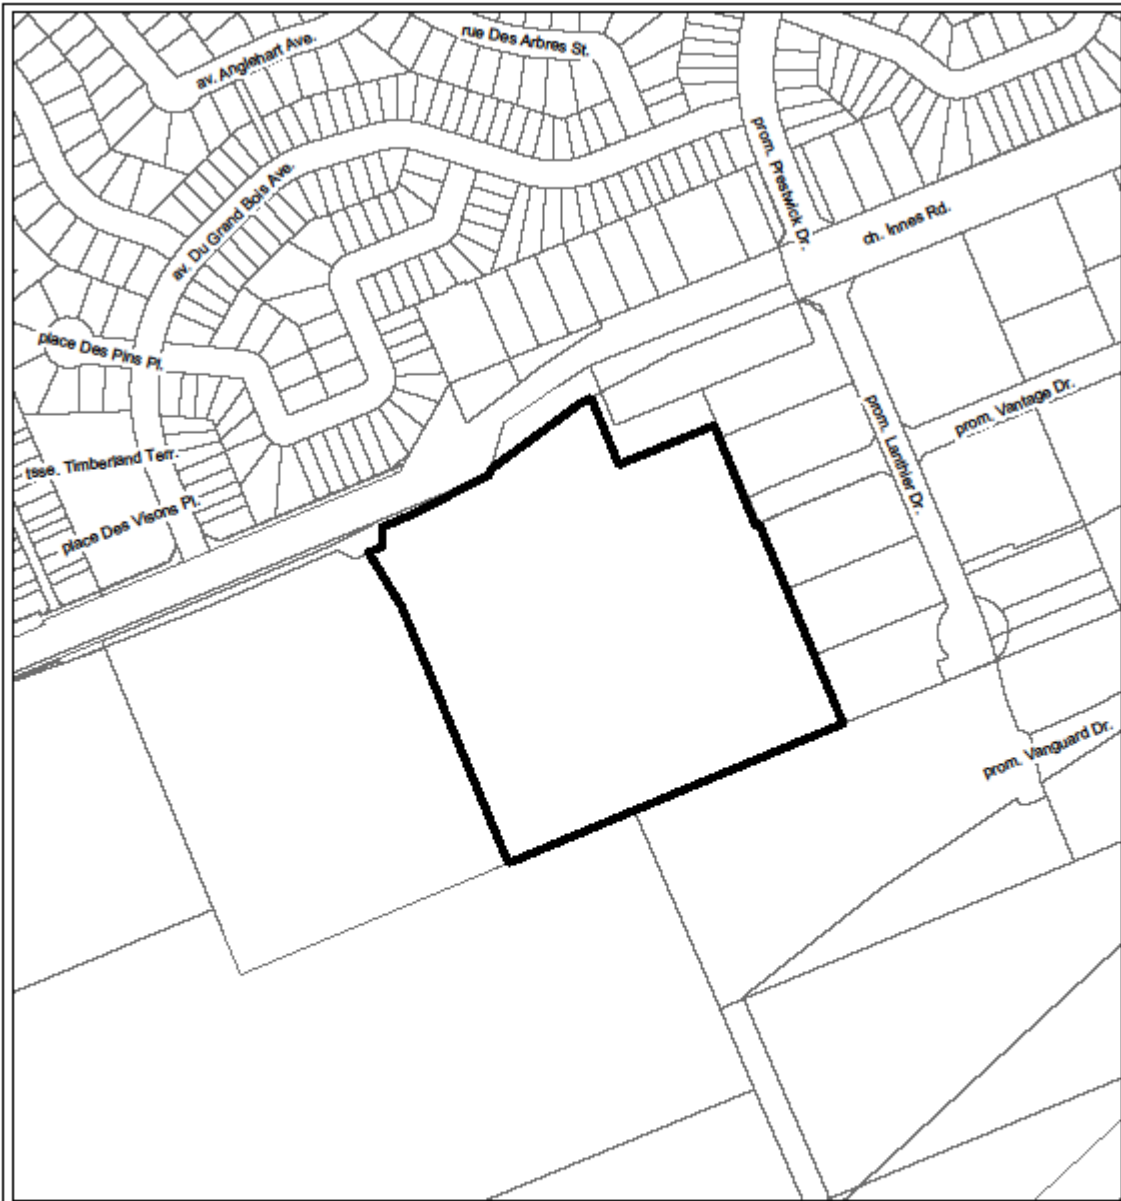 rue Des Arbres St.
av. Anglehart Ave.
prom. Prestwick Dr.
av. Du Grand Bois Ave.
ch. Innes Rd.
place Des Pins Pl.
prom. Vantage Dr.
prom. Lanthier Dr.
tsse. Timberland Terr.
place Des Visons Pl.
prom. Vanguard Dr.